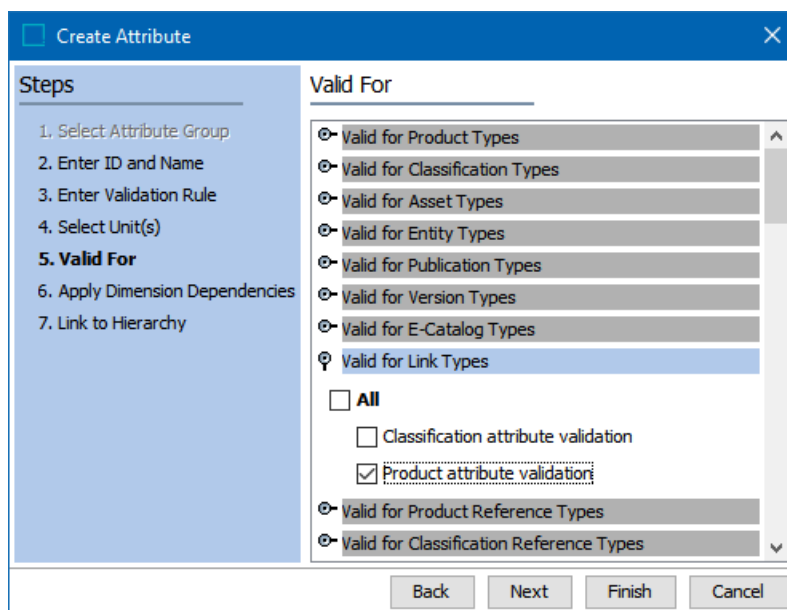 Create Attribute
Steps
1. Select Attribute Group
2. Enter ID and Name
3. Enter Validation Rule
4. Select Unit(s)
5. Valid For
6. Apply Dimension Dependencies
7. Link to Hierarchy
Valid For
Valid for Product Types
Valid for Classification Types
Valid for Asset Types
Valid for Entity Types
Valid for Publication Types
Valid for Version Types
Valid for E-Catalog Types
Valid for Link Types
All
Classification attribute validation
Product attribute validation
Valid for Product Reference Types
Valid for Classification Reference Types
Back Next Finish Cancel